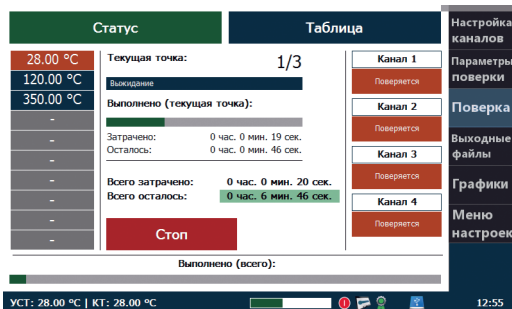 Статус
Таблица
28.00 °C
120.00 °C
350.00 °C
-
-
-
-
-
-
-
Текущая точка:
1/3
Выжидание
Выполнено (текущая точка):
Затрачено: 0 час. 0 мин. 19 сек.
Осталось: 0 час. 0 мин. 46 сек.
Всего затрачено: 0 час. 0 мин. 20 сек.
Всего осталось: 0 час. 6 мин. 46 сек.
Стоп
Канал 1
Поверяется
Канал 2
Поверяется
Канал 3
Поверяется
Канал 4
Поверяется
Выполнено (всего):
Настройка
каналов
Параметры
поверки
Поверка
Выходные
файлы
Графики
Меню
настроек
УСТ: 28.00 °C | КТ: 28.00 °C
12:55